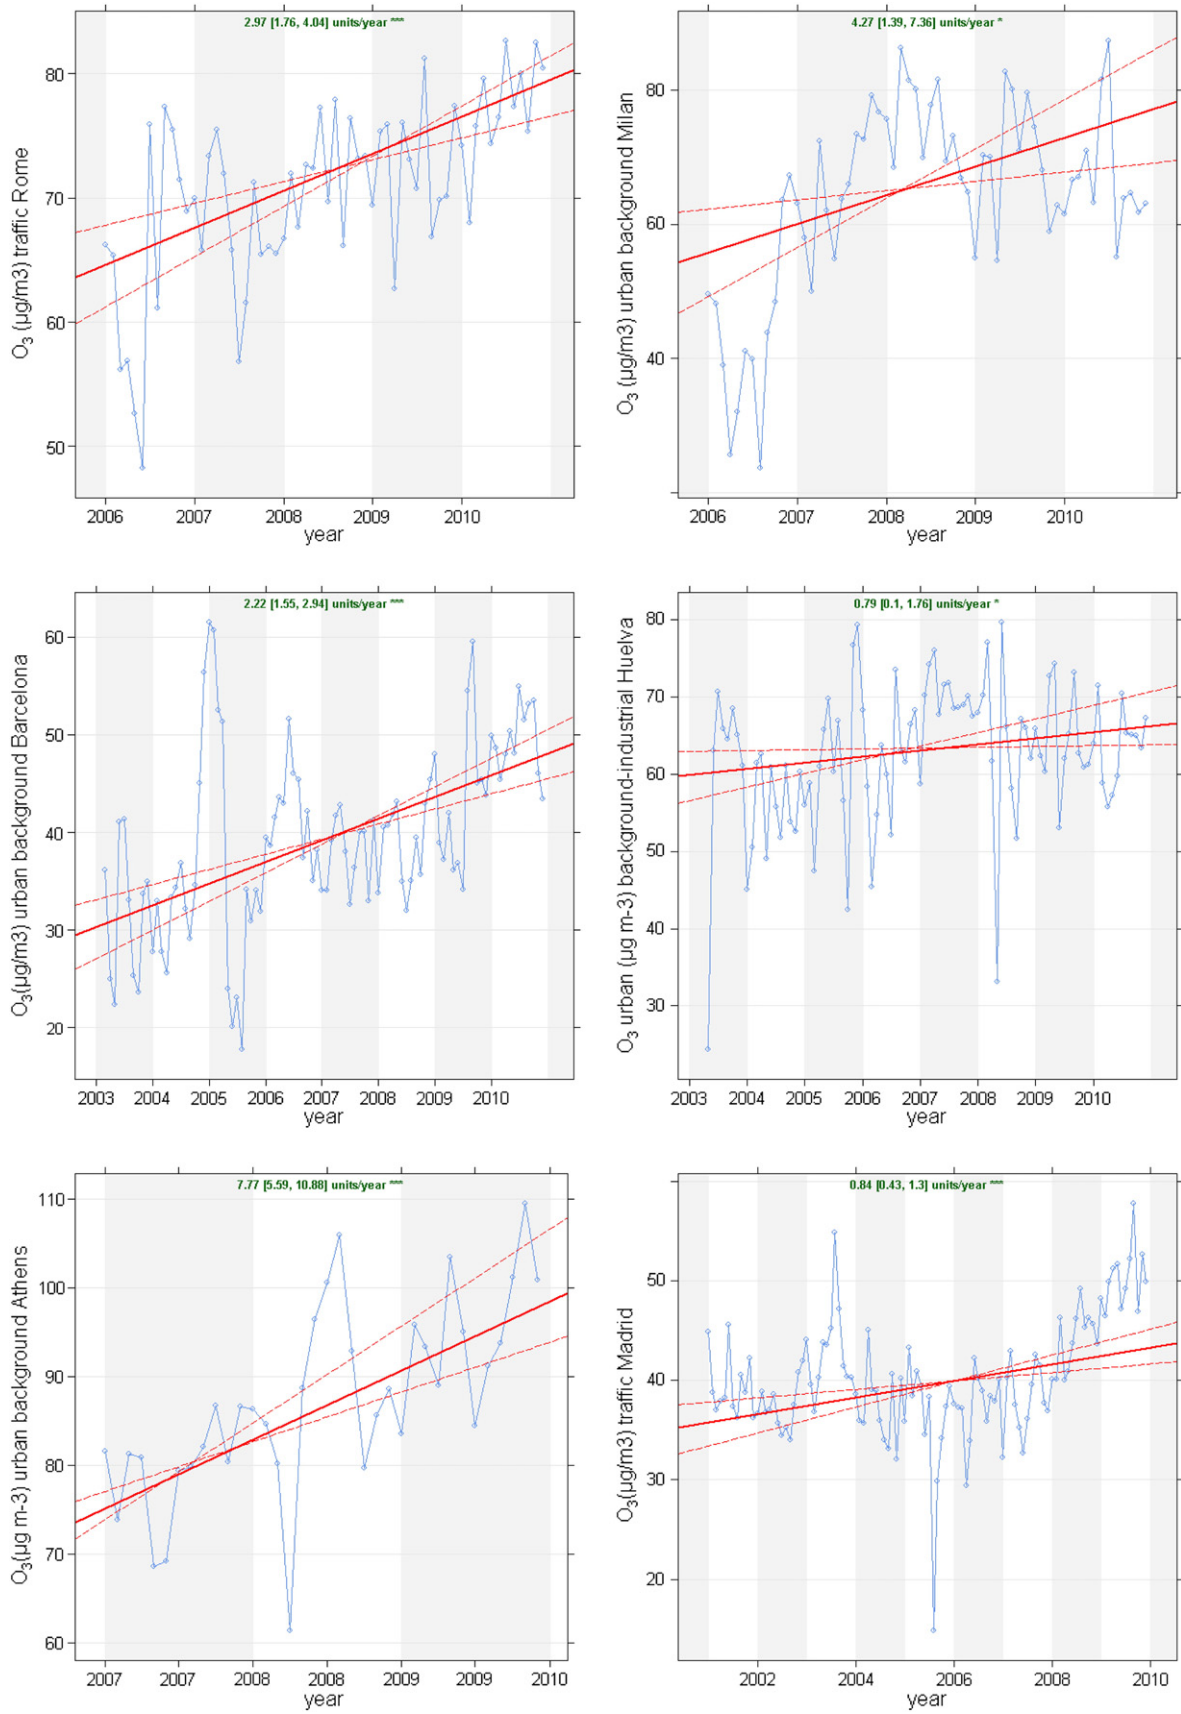 2.97 [1.76, 4.04] units/year ***
O3 (µg/m3) traffic Rone
80
70
60
50
2006 2007 2008 2009 2010
year
4.27 [1.39, 7.36] units/year *
O3 (µg/m3) urban background Milan
80
60
40
2006 2007 2008 2009 2010
year
2.22 [1.55, 2.94] units/year ***
O3(µg/m3) urban background Barcelona
60
50
40
30
20
2003 2004 2005 2006 2007 2008 2009 2010
year
0.79 [0.1, 1.76] units/year *
O3 urban (µg m-3) background-industrial Huelva
80
70
60
50
40
30
2003 2004 2005 2006 2007 2008 2009 2010
year
7.77 [5.59, 10.88] units/year ***
O3(µg m-3) urban background Athens
110
100
90
80
70
60
2007 2007 2008 2008 2009 2009 2010
year
0.84 [0.43, 1.3] units/year ***
O3(µg/m3) traffic Madrid
50
40
30
20
2002 2004 2006 2008 2010
year